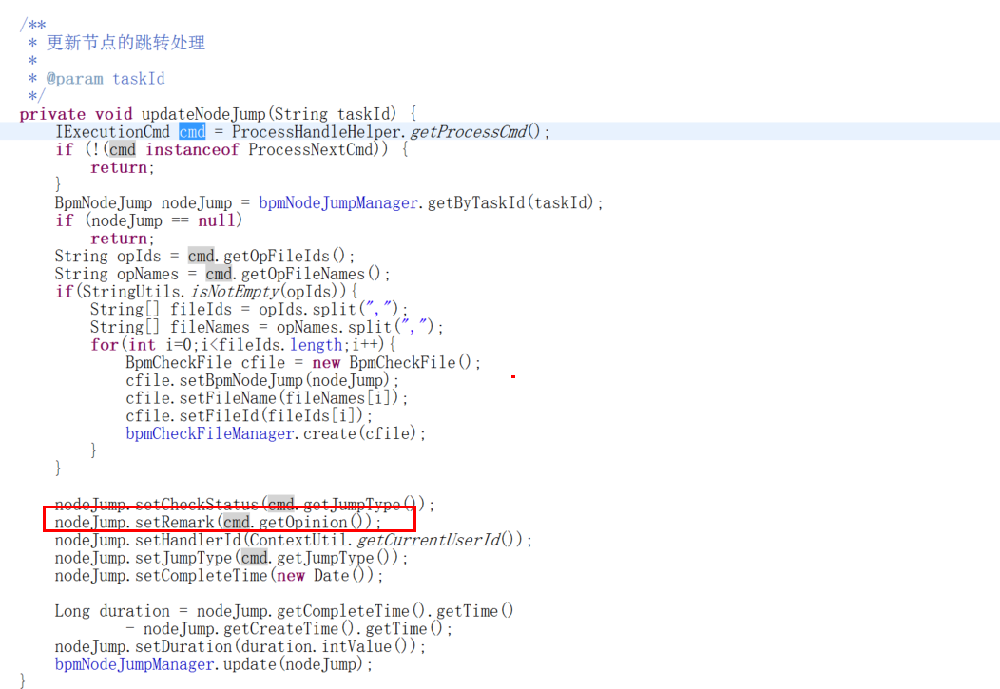 /**
 * 更新节点的跳转处理
 *
 * @param taskId
 */
private void updateNodeJump(String taskId) {
    IExecutionCmd cmd = ProcessHandleHelper.getProcessCmd();
    if (!(cmd instanceof ProcessNextCmd)) {
        return;
    }
    BpmNodeJump nodeJump = bpmNodeJumpManager.getByTaskId(taskId);
    if (nodeJump == null)
        return;
    String opIds = cmd.getOpFileIds();
    String opNames = cmd.getOpFileNames();
    if(StringUtils.isNotEmpty(opIds)){
        String[] fileIds = opIds.split(",");
        String[] fileNames = opNames.split(",");
        for(int i=0;i<fileIds.length;i++){
            BpmCheckFile cfile = new BpmCheckFile();
            cfile.setBpmNodeJump(nodeJump);
            cfile.setFileName(fileNames[i]);
            cfile.setFileId(fileIds[i]);
            bpmCheckFileManager.create(cfile);
        }
    }

    nodeJump.setCheckStatus(cmd.getJumpType());
    nodeJump.setRemark(cmd.getOpinion());
    nodeJump.setHandlerId(ContextUtil.getCurrentUserId());
    nodeJump.setJumpType(cmd.getJumpType());
    nodeJump.setCompleteTime(new Date());

    Long duration = nodeJump.getCompleteTime().getTime()
            - nodeJump.getCreateTime().getTime();
    nodeJump.setDuration(duration.intValue());
    bpmNodeJumpManager.update(nodeJump);
}